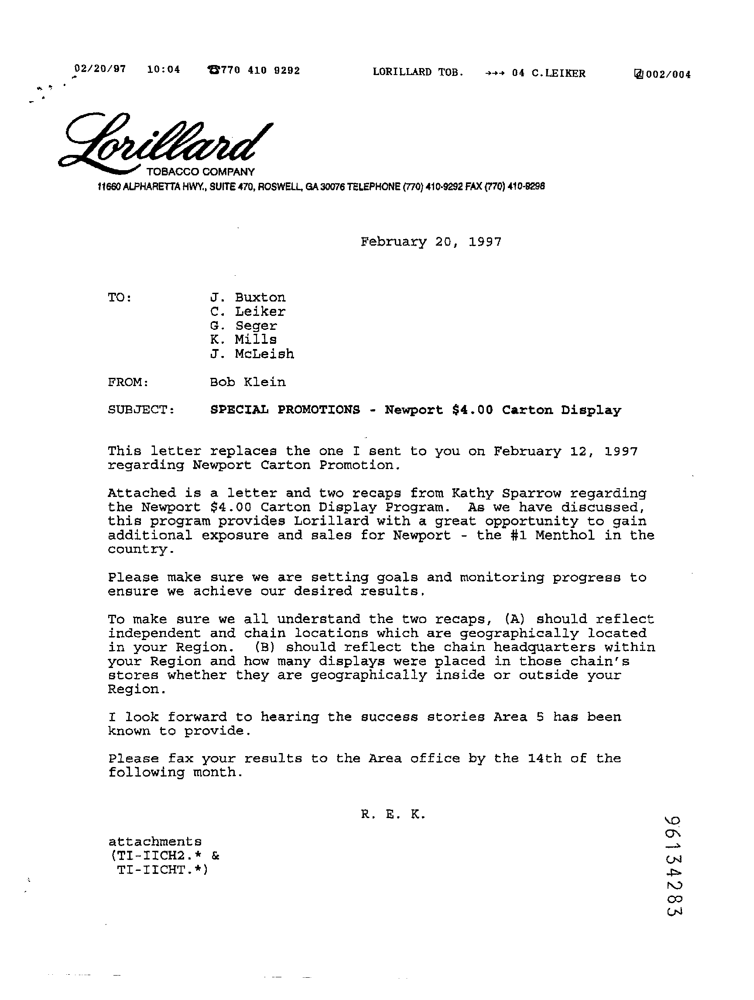 02/20/97 10:04 ☎770 410 9292 LORILLARD TOB. →→→ 04 C.LEIKER 002/004
Lorillard
TOBACCO COMPANY
11660 ALPHARETTA HWY., SUITE 470, ROSWELL, GA 30076 TELEPHONE (770) 410-9292 FAX (770) 410-9298
February 20, 1997
TO: J. Buxton
C. Leiker
G. Seger
K. Mills
J. McLeish
FROM: Bob Klein
SUBJECT: SPECIAL PROMOTIONS - Newport $4.00 Carton Display
This letter replaces the one I sent to you on February 12, 1997
regarding Newport Carton Promotion.
Attached is a letter and two recaps from Kathy Sparrow regarding
the Newport $4.00 Carton Display Program. As we have discussed,
this program provides Lorillard with a great opportunity to gain
additional exposure and sales for Newport - the #1 Menthol in the
country.
Please make sure we are setting goals and monitoring progress to
ensure we achieve our desired results.
To make sure we all understand the two recaps, (A) should reflect
independent and chain locations which are geographically located
in your Region. (B) should reflect the chain headquarters within
your Region and how many displays were placed in those chain's
stores whether they are geographically inside or outside your
Region.
I look forward to hearing the success stories Area 5 has been
known to provide.
Please fax your results to the Area office by the 14th of the
following month.
R. E. K.
attachments
(TI-IICH2.* &
TI-IICHT.*)
96134283